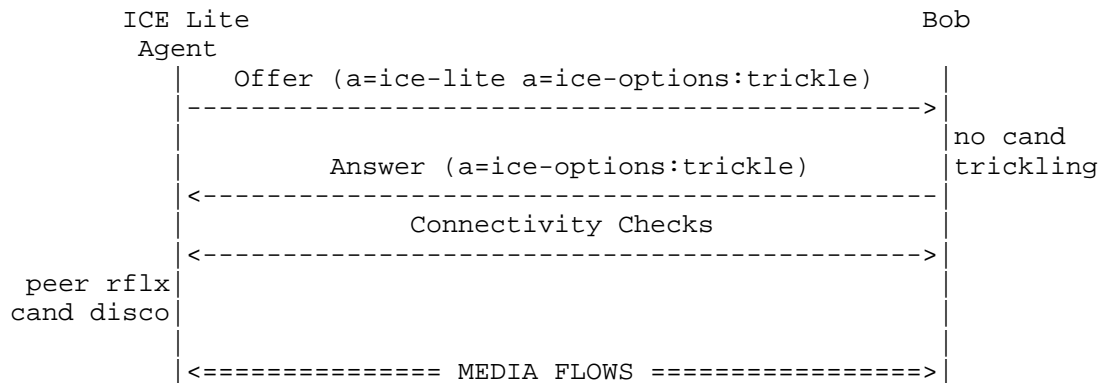 ICE Lite Bob
Agent
Offer (a=ice-lite a=ice-options:trickle)
no cand
Answer (a=ice-options:trickle) trickling
Connectivity Checks
peer rflx
cand disco
MEDIA FLOWS